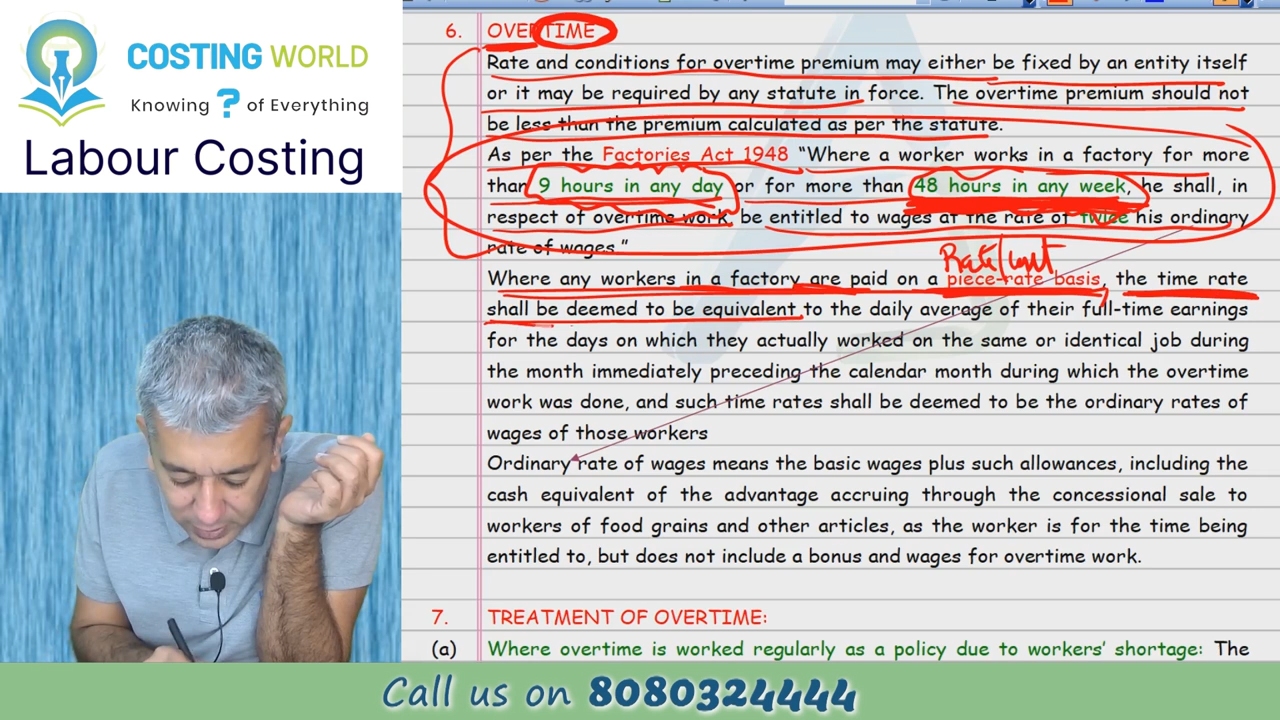 COSTING WORLD
Knowing ? of Everything
Labour Costing
6. OVERTIME
Rate and conditions for overtime premium may either be fixed by an entity itself
or it may be required by any statute in force. The overtime premium should not
be less than the premium calculated as per the statute.
As per the Factories Act 1948 “Where a worker works in a factory for more
than 9 hours in any day or for more than 48 hours in any week, he shall, in
respect of overtime work, be entitled to wages at the rate of twice his ordinary
rate of wages.”
Rate/unit
Where any workers in a factory are paid on a piece-rate basis, the time rate
shall be deemed to be equivalent to the daily average of their full-time earnings
for the days on which they actually worked on the same or identical job during
the month immediately preceding the calendar month during which the overtime
work was done, and such time rates shall be deemed to be the ordinary rates of
wages of those workers
Ordinary rate of wages means the basic wages plus such allowances, including the
cash equivalent of the advantage accruing through the concessional sale to
workers of food grains and other articles, as the worker is for the time being
entitled to, but does not include a bonus and wages for overtime work.
7. TREATMENT OF OVERTIME:
(a) Where overtime is worked regularly as a policy due to workers’ shortage: The
Call us on 8080324444